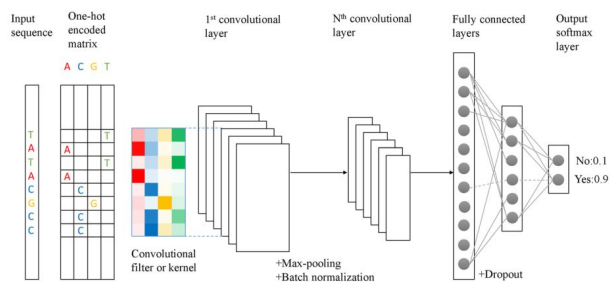 Input
sequence
One-hot
encoded
matrix
1st convolutional
layer
Nth convolutional
layer
Fully connected
layers
Output
softmax
layer
A C G T
T
A
T
A
C
G
C
C
T
A
T
A
C
G
C
C
No:0.1
Yes:0.9
Convolutional
filter or kernel
+Max-pooling
+Batch normalization
+Dropout